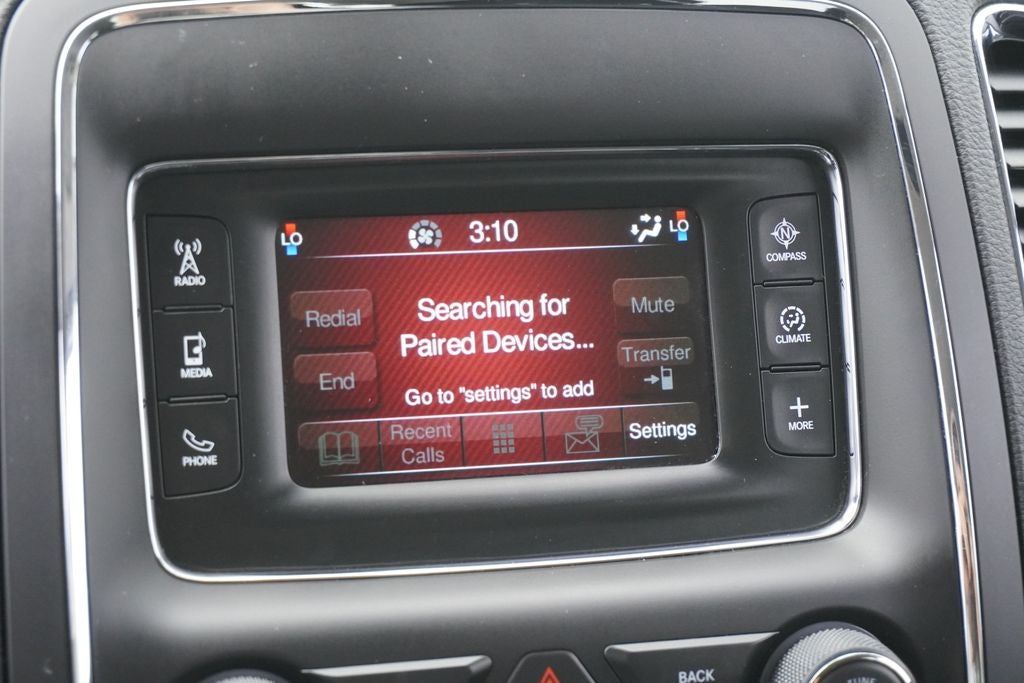 LO 3:10 LO
RADIO
MEDIA
PHONE
Redial
End
Searching for
Paired Devices...
Go to "settings" to add
Mute
Transfer
Recent
Calls
Settings
N
COMPASS
CLIMATE
MORE
BACK
TUNE